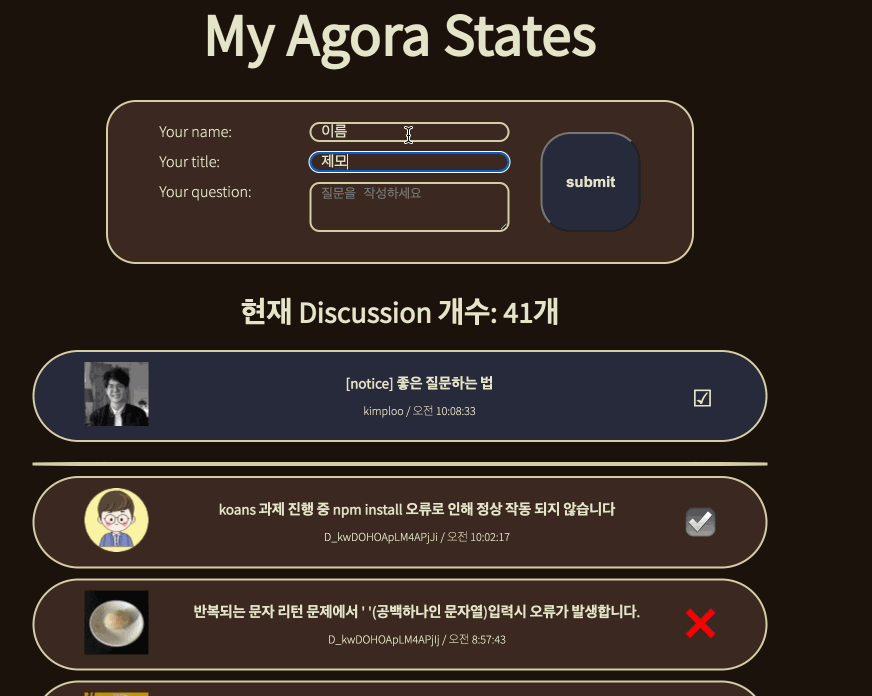 My Agora States
Your name:
이름
Your title:
제모
Your question:
질문을 작성하세요
submit
현재 Discussion 개수: 41개
[notice] 좋은 질문하는 법
kimploo / 오전 10:08:33
koans 과제 진행 중 npm install 오류로 인해 정상 작동 되지 않습니다
D_kwDOHOApLM4APjJi / 오전 10:02:17
반복되는 문자 리턴 문제에서 ' '(공백하나인 문자열)입력시 오류가 발생합니다.
D_kwDOHOApLM4APjIj / 오전 8:57:43